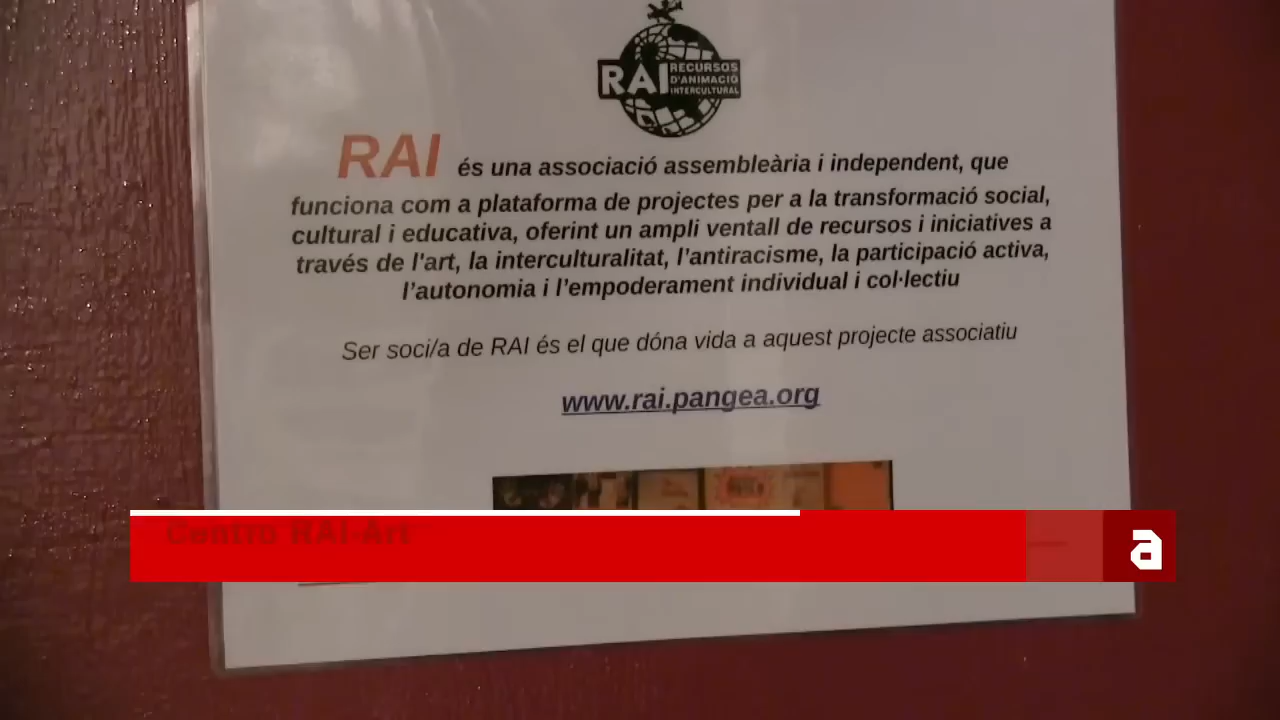 RAI RECURSOS
D'ANIMACIÓ
INTERCULTURAL
RAI és una associació assembleària i independent, que
funciona com a plataforma de projectes per a la transformació social,
cultural i educativa, oferint un ampli ventall de recursos i iniciatives a
través de l'art, la interculturalitat, l'antiracisme, la participació activa,
l'autonomia i l'empoderament individual i col·lectiu
Ser soci/a de RAI és el que dóna vida a aquest projecte associatiu
www.rai.pangea.org
Centro RAI-Art
a